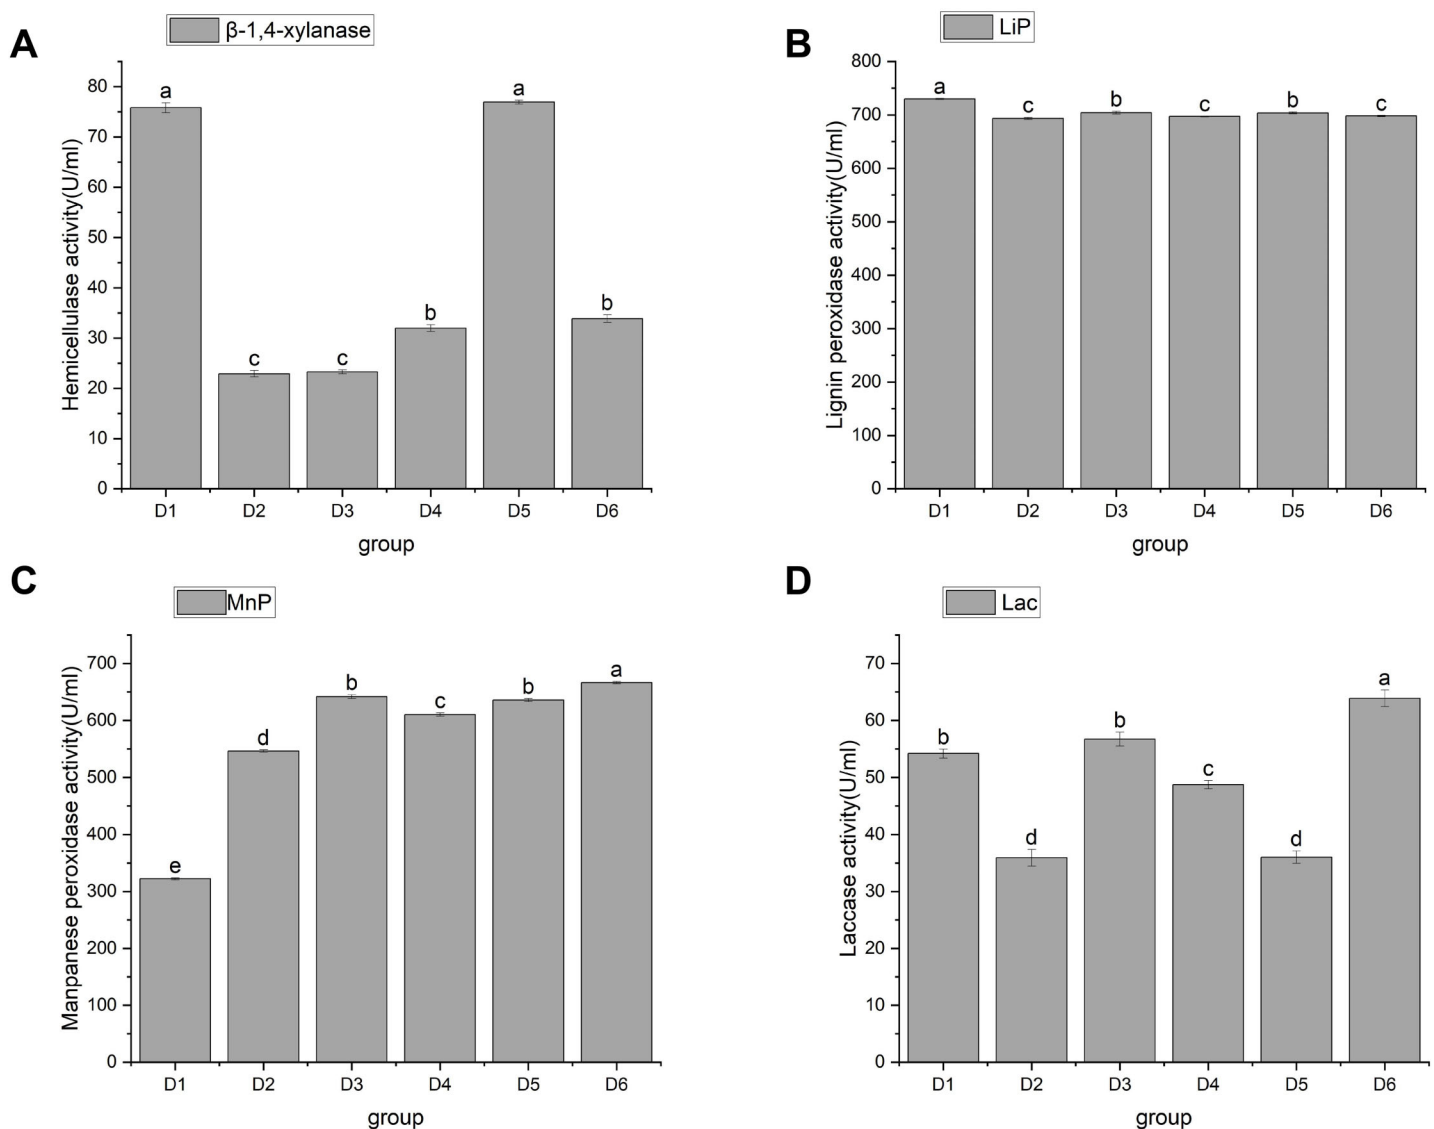 A
β-1,4-xylanase
Hemicellulase activity(U/ml)
80
70
60
50
40
30
20
10
0
a
c
c
b
a
b
D1 D2 D3 D4 D5 D6
group
B
LiP
Lignin peroxidase activity(U/ml)
800
700
600
500
400
300
200
100
0
a
c
b
c
b
c
D1 D2 D3 D4 D5 D6
group
C
MnP
Manpanese peroxidase activity(U/ml)
700
600
500
400
300
200
100
0
e
d
b
c
b
a
D1 D2 D3 D4 D5 D6
group
D
Lac
Laccase activity(U/ml)
70
60
50
40
30
20
10
0
b
d
b
c
d
a
D1 D2 D3 D4 D5 D6
group